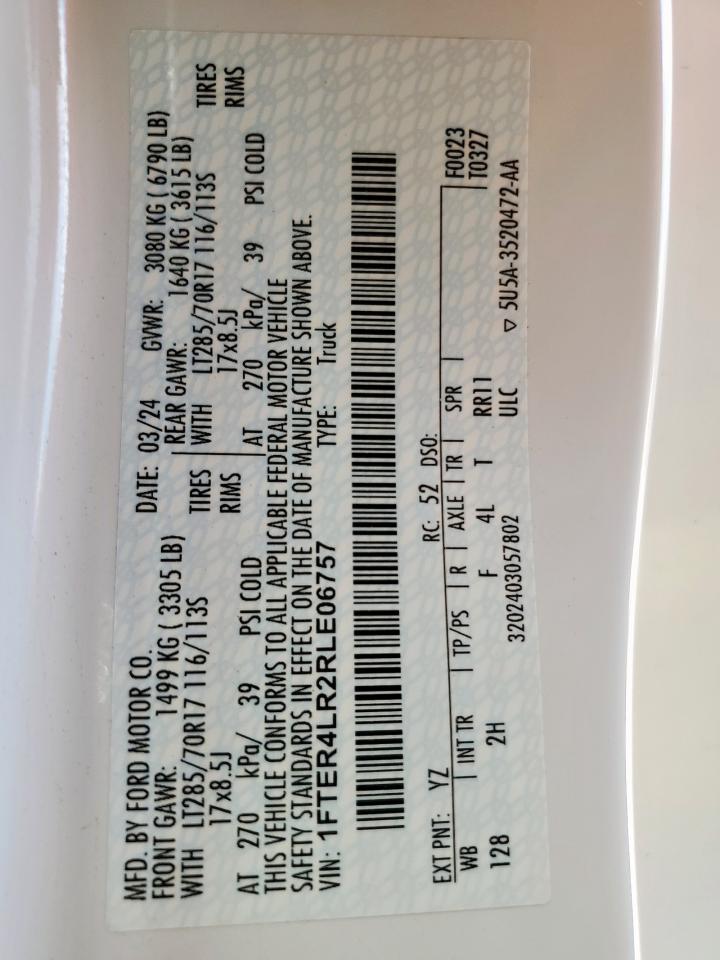 MFD. BY FORD MOTOR CO.
DATE: 03/24 GVWR: 3080 KG ( 6790 LB)
FRONT GAWR: 1499 KG ( 3305 LB)
REAR GAWR: 1640 KG ( 3615 LB)
WITH LT285/70R17 116/113S TIRES
WITH LT285/70R17 116/113S TIRES
17x8.5J RIMS
17x8.5J RIMS
AT 270 kPa/ 39 PSI COLD
AT 270 kPa/ 39 PSI COLD
THIS VEHICLE CONFORMS TO ALL APPLICABLE FEDERAL MOTOR VEHICLE
SAFETY STANDARDS IN EFFECT ON THE DATE OF MANUFACTURE SHOWN ABOVE.
VIN: 1FTER4LR2RLE06757 TYPE: Truck
EXT PNT: YZ RC: 52 DSO: F0023
WB INT TR TP/PS R AXLE TR SPR T0327
128 2H F 4L T RR11
3202403057802 ULC ▽ 5U5A-3520472-AA